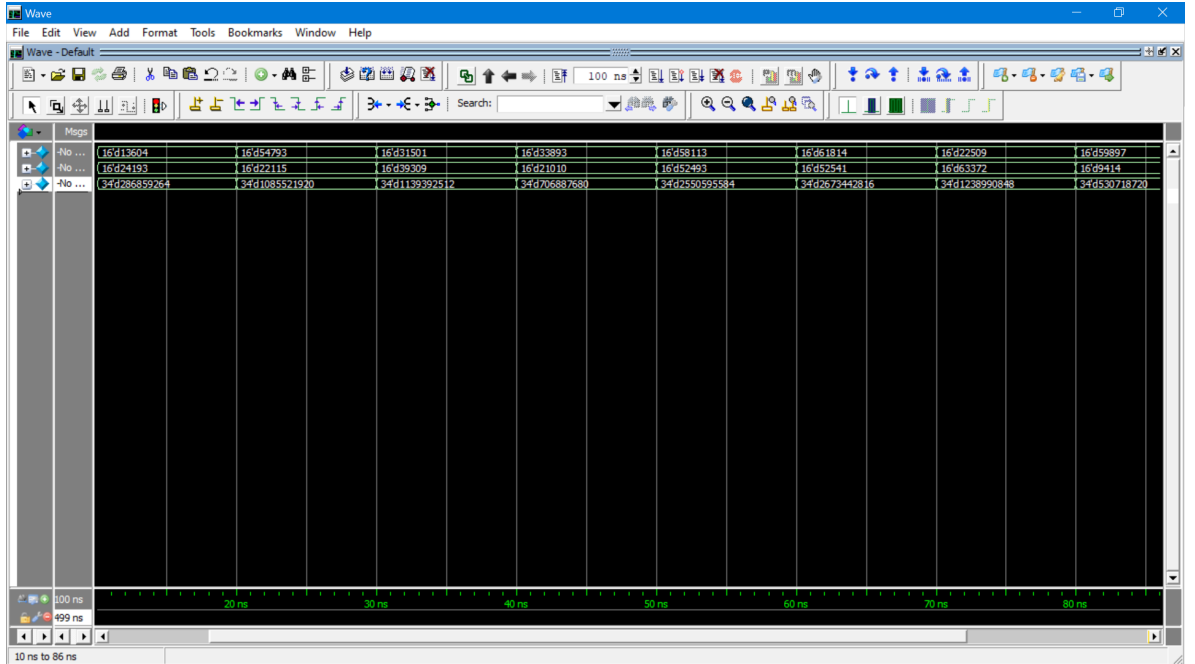 Wave
File Edit View Add Format Tools Bookmarks Window Help
Wave - Default
100 ns
Search:
Msgs
-No ... 16'd13604 16'd54793 16'd31501 16'd33893 16'd58113 16'd61814 16'd22509 16'd59897
-No ... 16'd24193 16'd22115 16'd39309 16'd21010 16'd52493 16'd52541 16'd63372 16'd9414
-No ... 34'd286859264 34'd1085521920 34'd1139392512 34'd706887680 34'd2550595584 34'd2673442816 34'd1238990848 34'd530718720
100 ns
20 ns 30 ns 40 ns 50 ns 60 ns 70 ns 80 ns
499 ns
10 ns to 86 ns